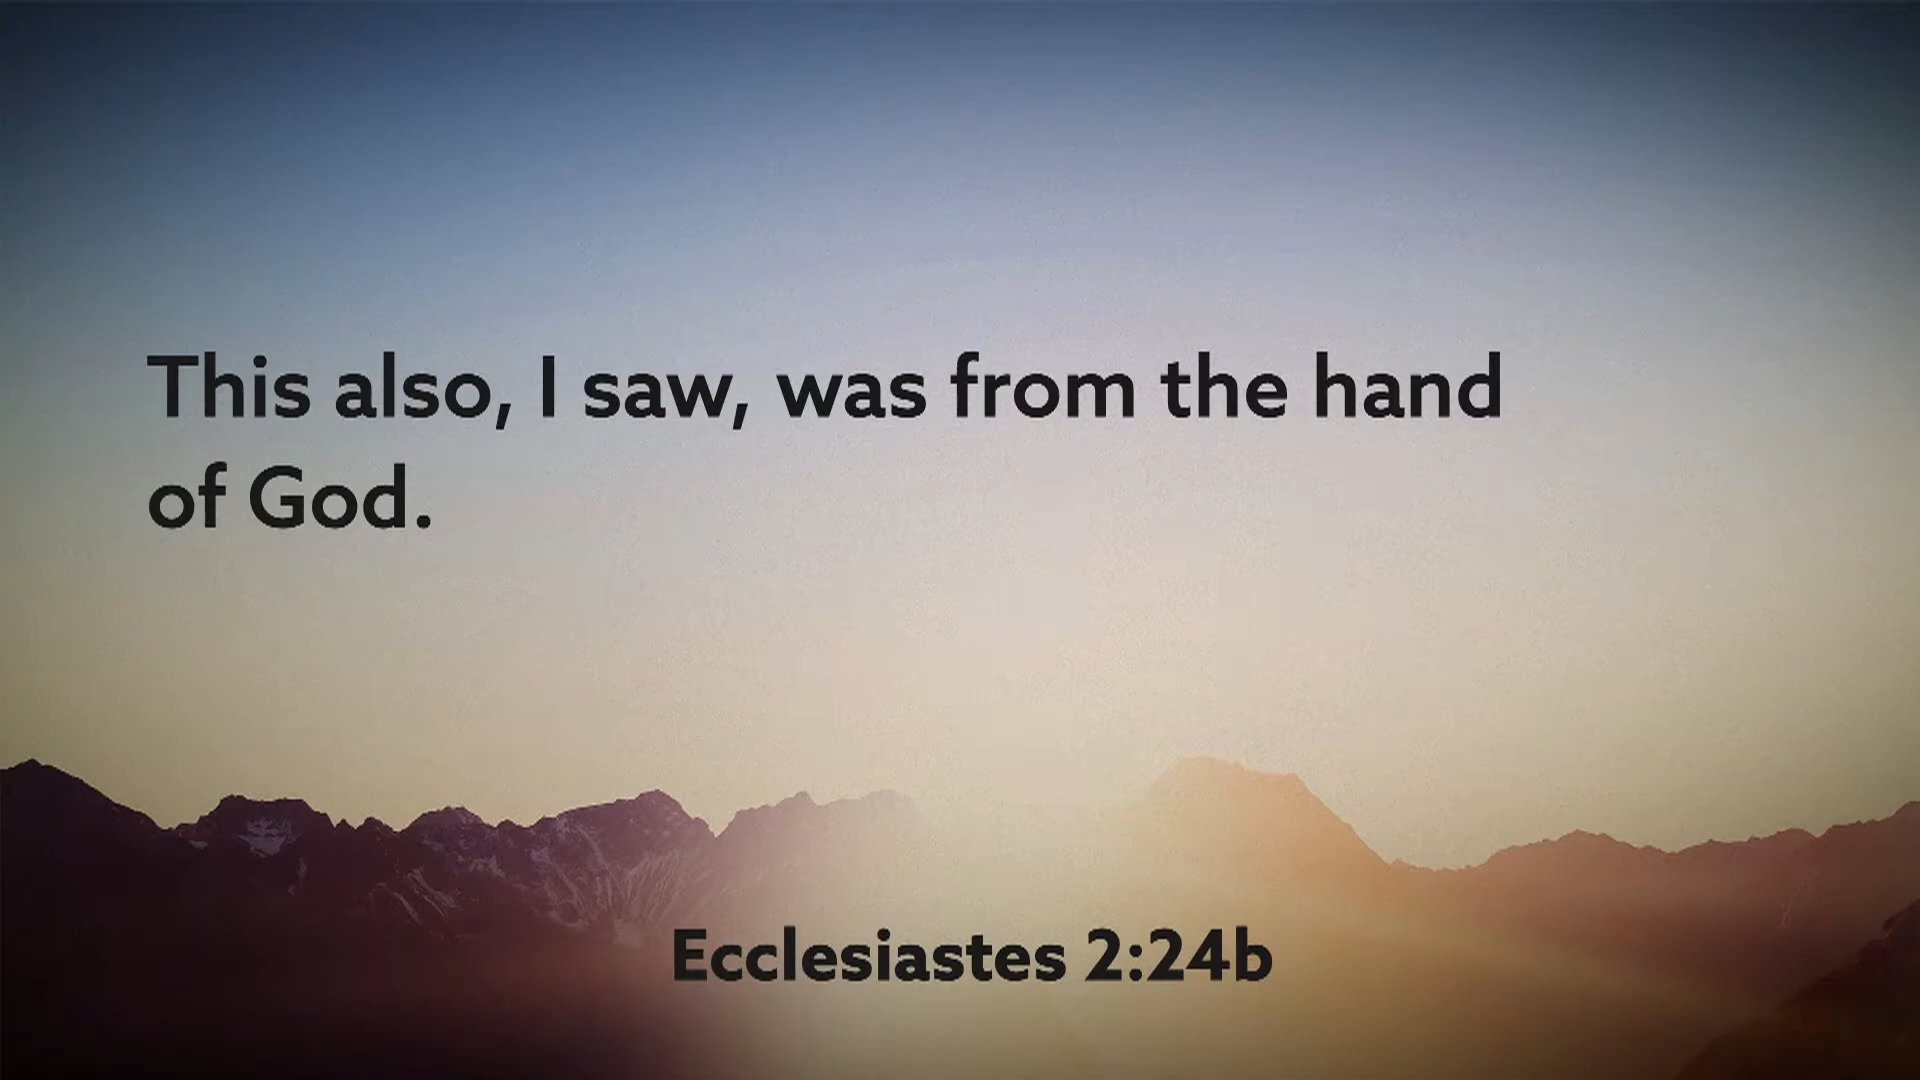 This also, I saw, was from the hand
of God.
Ecclesiastes 2:24b